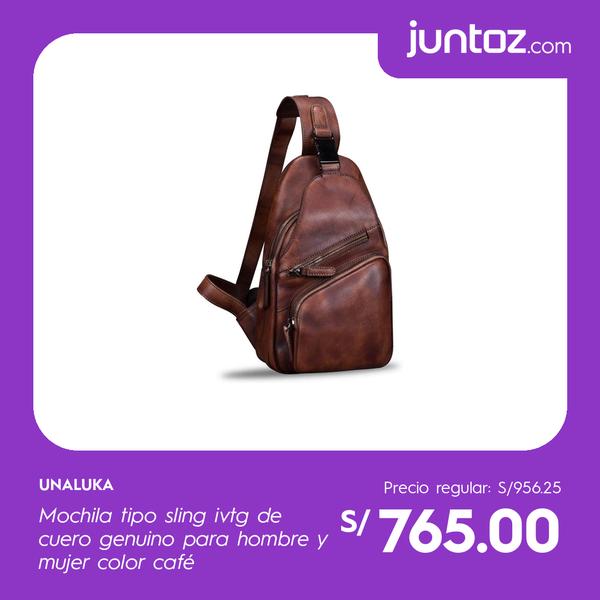 juntoz.com
UNALUKA
Mochila tipo sling ivtg de
cuero genuino para hombre y
mujer color café
Precio regular: S/956.25
S/ 765.00